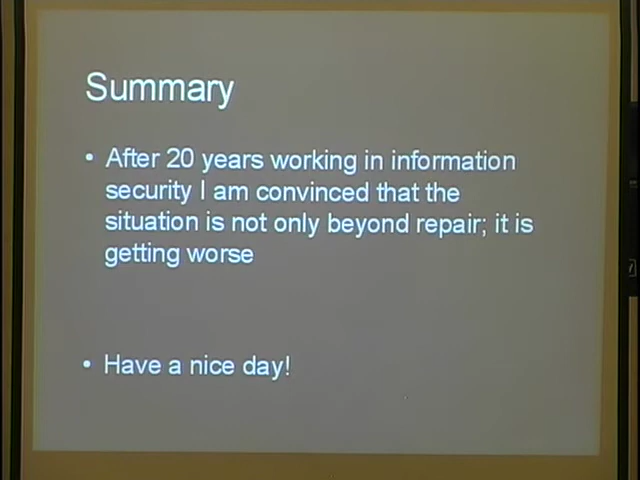 Summary
• After 20 years working in information
security I am convinced that the
situation is not only beyond repair; it is
getting worse
• Have a nice day!